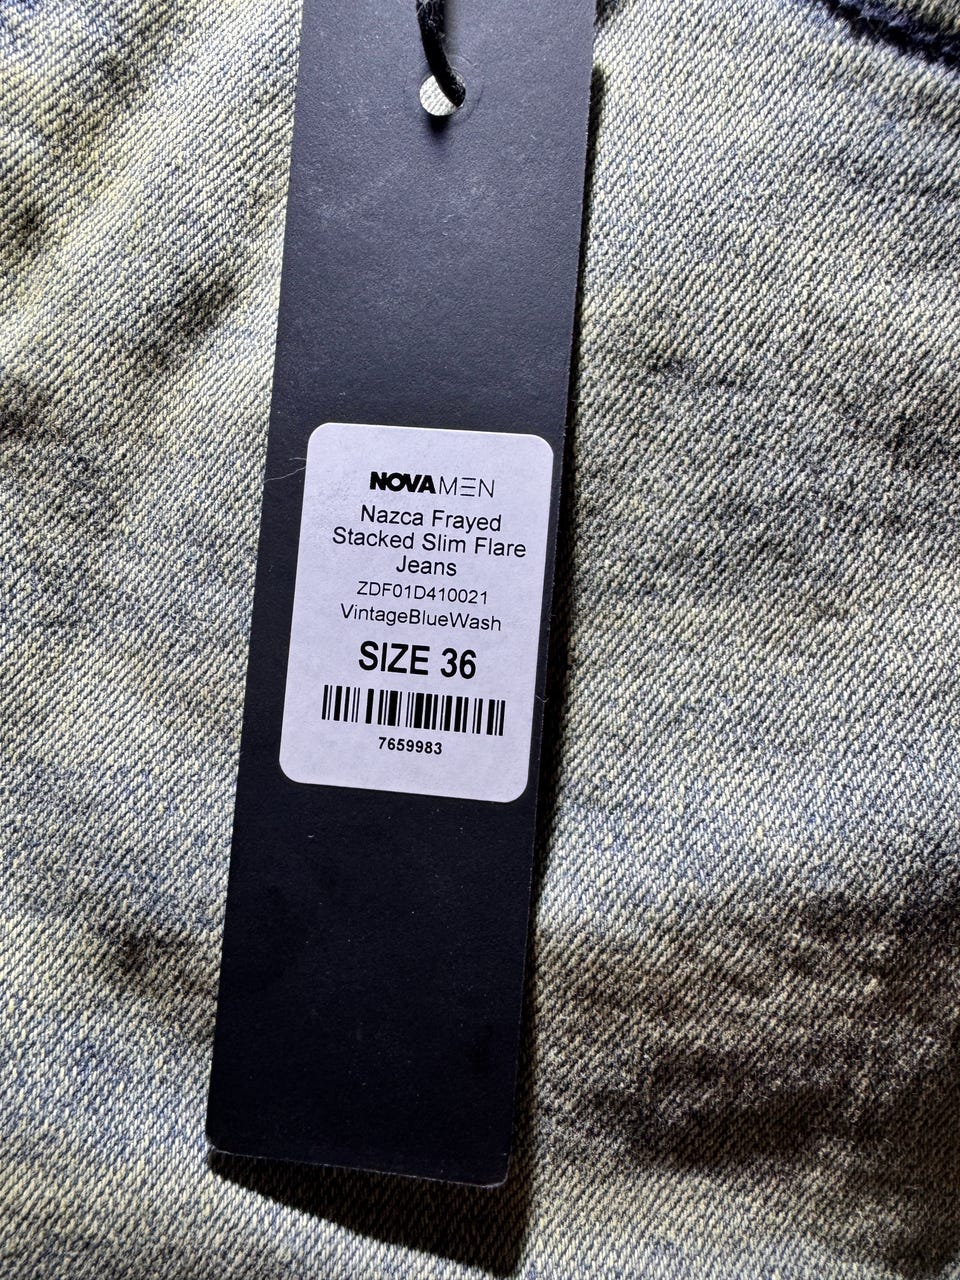 NOVAMEN
Nazca Frayed
Stacked Slim Flare
Jeans
ZDF01D410021
VintageBlueWash
SIZE 36
7659983